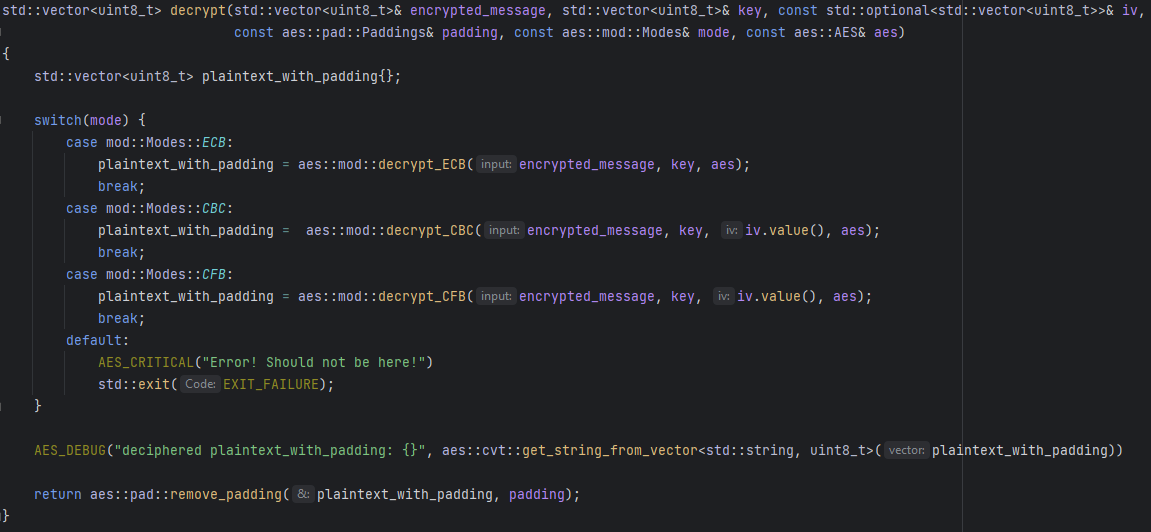 std::vector<uint8_t> decrypt(std::vector<uint8_t>& encrypted_message, std::vector<uint8_t>& key, const std::optional<std::vector<uint8_t>>& iv,
                             const aes::pad::Paddings& padding, const aes::mod::Modes& mode, const aes::AES& aes)
{
    std::vector<uint8_t> plaintext_with_padding{};

    switch(mode) {
        case mod::Modes::ECB:
            plaintext_with_padding = aes::mod::decrypt_ECB( input: encrypted_message, key, aes);
            break;
        case mod::Modes::CBC:
            plaintext_with_padding =  aes::mod::decrypt_CBC( input: encrypted_message, key, iv: iv.value(), aes);
            break;
        case mod::Modes::CFB:
            plaintext_with_padding = aes::mod::decrypt_CFB( input: encrypted_message, key, iv: iv.value(), aes);
            break;
        default:
            AES_CRITICAL("Error! Should not be here!")
            std::exit( Code: EXIT_FAILURE);
    }

    AES_DEBUG("deciphered plaintext_with_padding: {}", aes::cvt::get_string_from_vector<std::string, uint8_t>( vector: plaintext_with_padding))

    return aes::pad::remove_padding( &: plaintext_with_padding, padding);
}